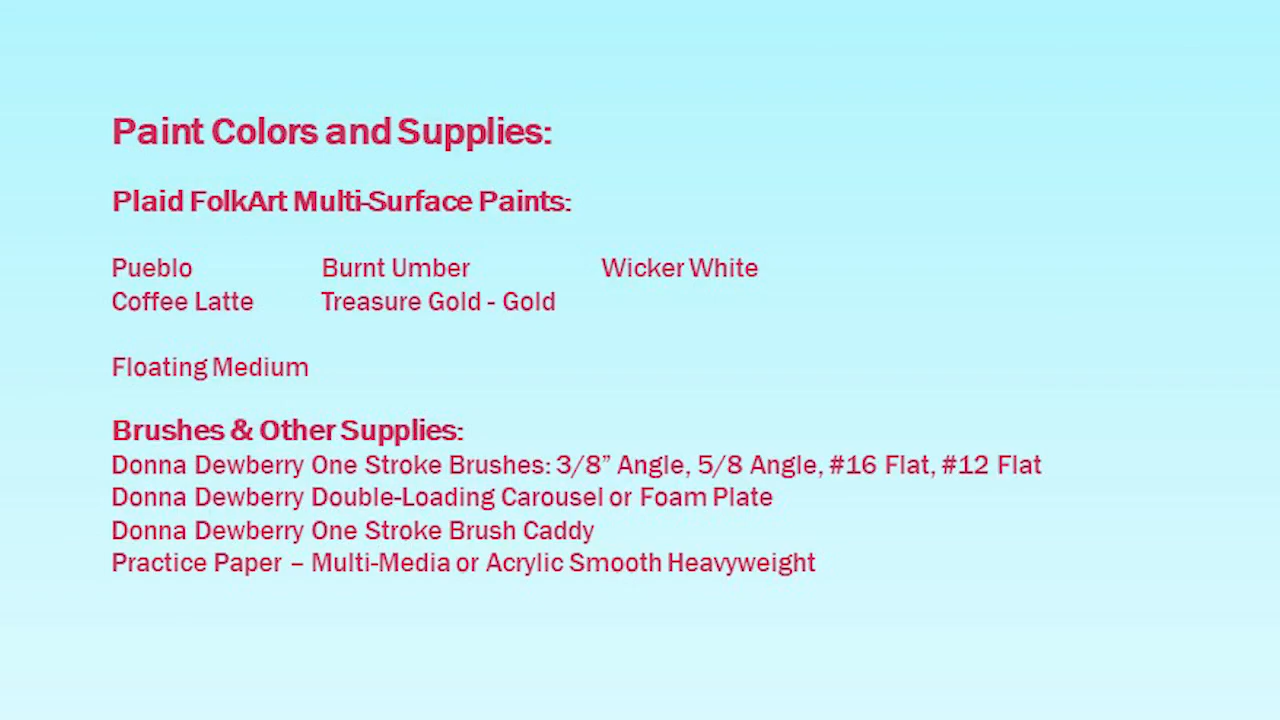 Paint Colors and Supplies:
Plaid FolkArt Multi-Surface Paints:
Pueblo Burnt Umber Wicker White
Coffee Latte Treasure Gold - Gold
Floating Medium
Brushes & Other Supplies:
Donna Dewberry One Stroke Brushes: 3/8” Angle, 5/8 Angle, #16 Flat, #12 Flat
Donna Dewberry Double-Loading Carousel or Foam Plate
Donna Dewberry One Stroke Brush Caddy
Practice Paper – Multi-Media or Acrylic Smooth Heavyweight